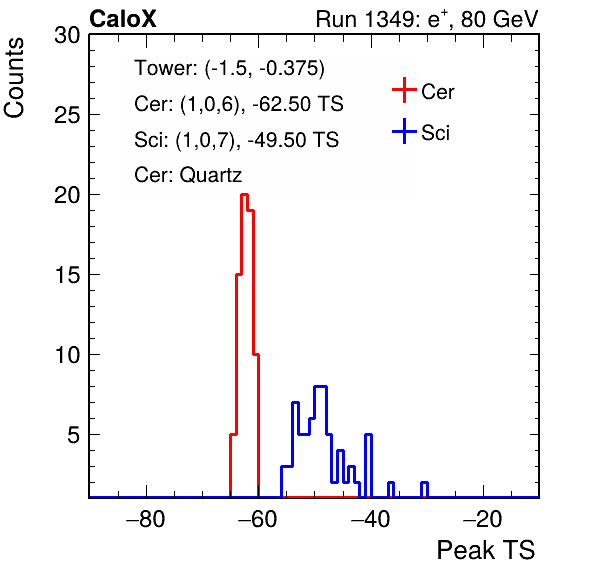 CaloX Run 1349: e⁺, 80 GeV
Counts
30
25
20
15
10
5
Tower: (-1.5, -0.375)
Cer: (1,0,6), -62.50 TS
Sci: (1,0,7), -49.50 TS
Cer: Quartz
Cer
Sci
−80 −60 −40 −20
Peak TS